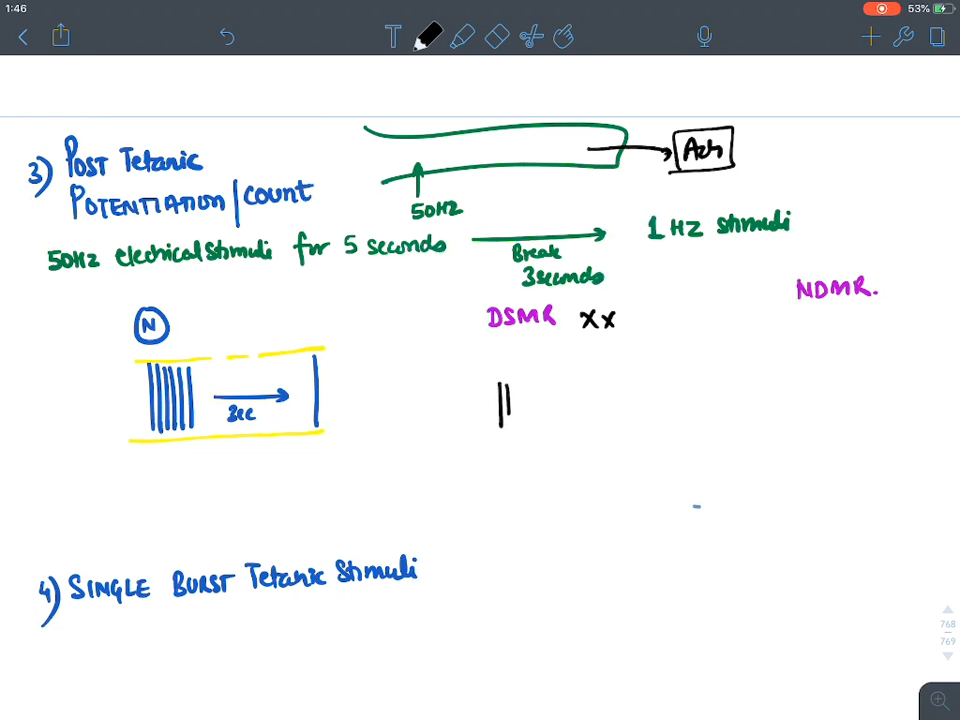 1:46
53%
T
3) POST Tetanic
POTENTIATION/count
50HZ
Ach
50HZ electrical stimuli for 5 seconds
Break
3seconds
1 HZ stimuli
NDMR.
DSMR XX
N
3sec
4) SINGLE BURST Tetanic Stimuli
768
769